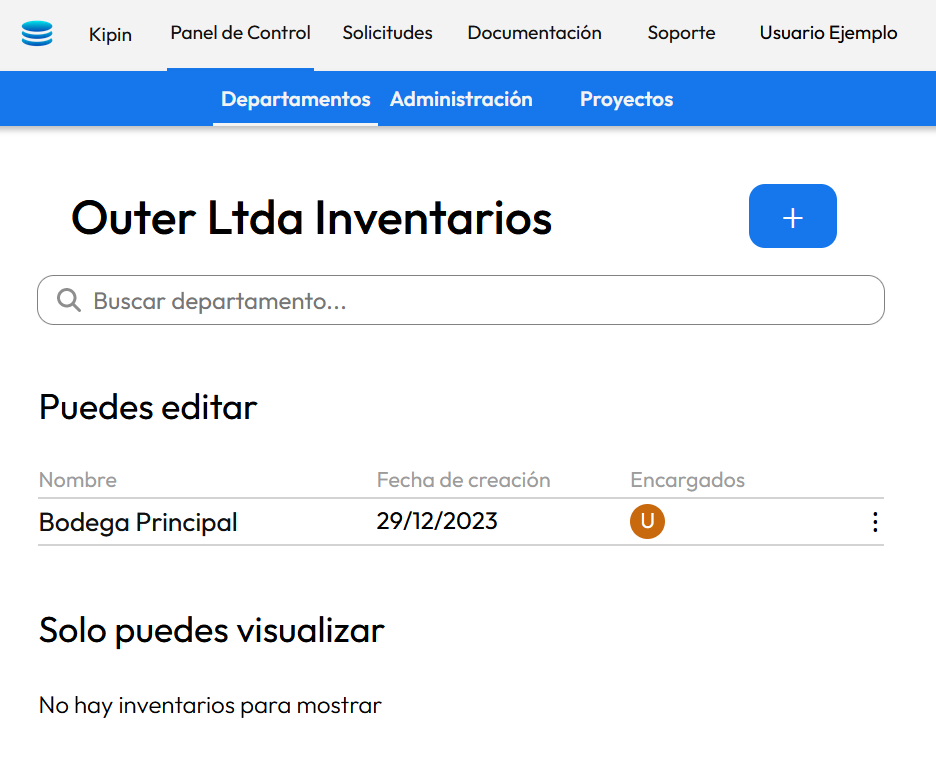 Kipin Panel de Control Solicitudes Documentación Soporte Usuario Ejemplo
Departamentos Administración Proyectos
Outer Ltda Inventarios +
Buscar departamento...
Puedes editar
Nombre Fecha de creación Encargados
Bodega Principal 29/12/2023 U
Solo puedes visualizar
No hay inventarios para mostrar